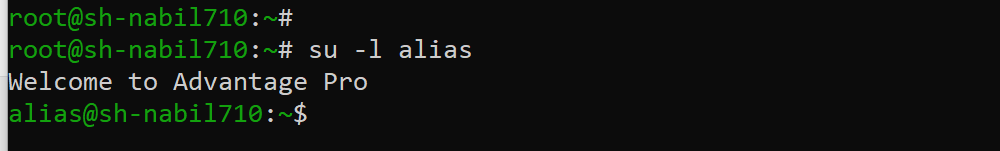 root@sh-nabil710:~#
root@sh-nabil710:~# su -l alias
Welcome to Advantage Pro
alias@sh-nabil710:~$